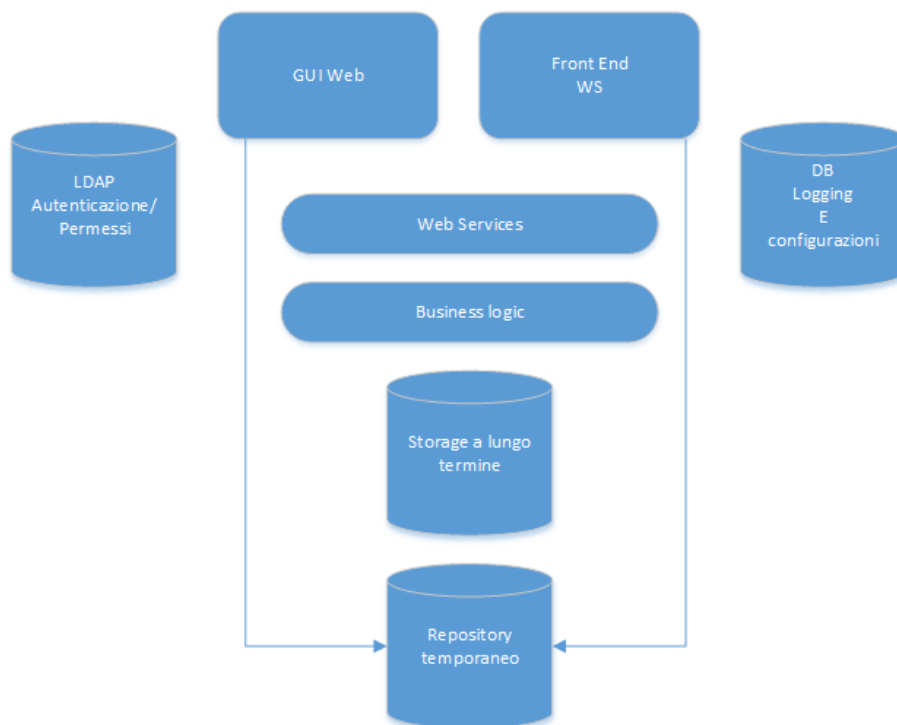 GUI Web
Front End
WS
LDAP
Autenticazione/
Permessi
DB
Logging
E
configurazioni
Web Services
Business logic
Storage a lungo
termine
Repository
temporaneo